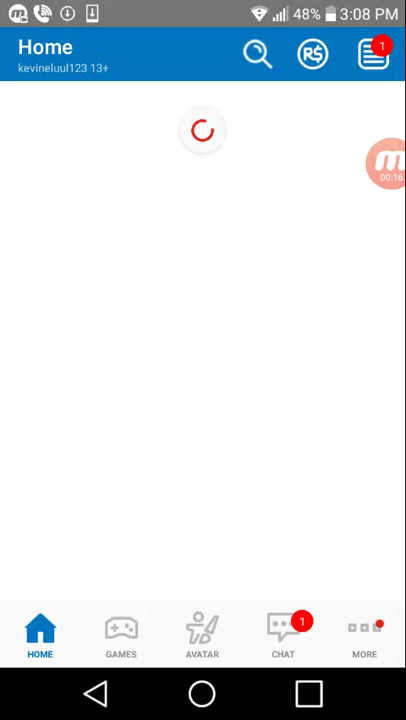 48% 3:08 PM
Home
kevineluul123 13+
R$
1
00:16
1
HOME GAMES AVATAR CHAT MORE